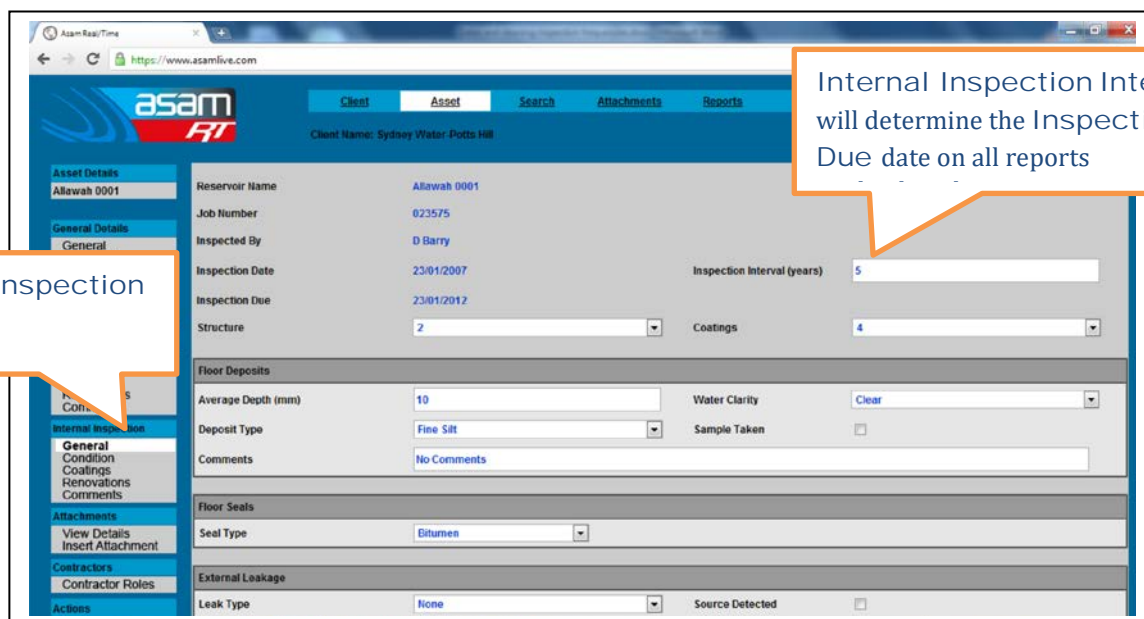 Asam Real/Time
https://www.asamlive.com
asam
RT
Client Asset Search Attachments Reports
Client Name: Sydney Water-Potts Hill
Internal Inspection Inte
will determine the Inspecti
Due date on all reports
Asset Details
Allawah 0001
General Details
General
nspection
Internal Inspection
General
Condition
Coatings
Renovations
Comments
Attachments
View Details
Insert Attachment
Contractors
Contractor Roles
Actions
Reservoir Name Allawah 0001
Job Number 023575
Inspected By D Barry
Inspection Date 23/01/2007 Inspection Interval (years) 5
Inspection Due 23/01/2012
Structure 2 Coatings 4
Floor Deposits
Average Depth (mm) 10 Water Clarity Clear
Deposit Type Fine Silt Sample Taken
Comments No Comments
Floor Seals
Seal Type Bitumen
External Leakage
Leak Type None Source Detected